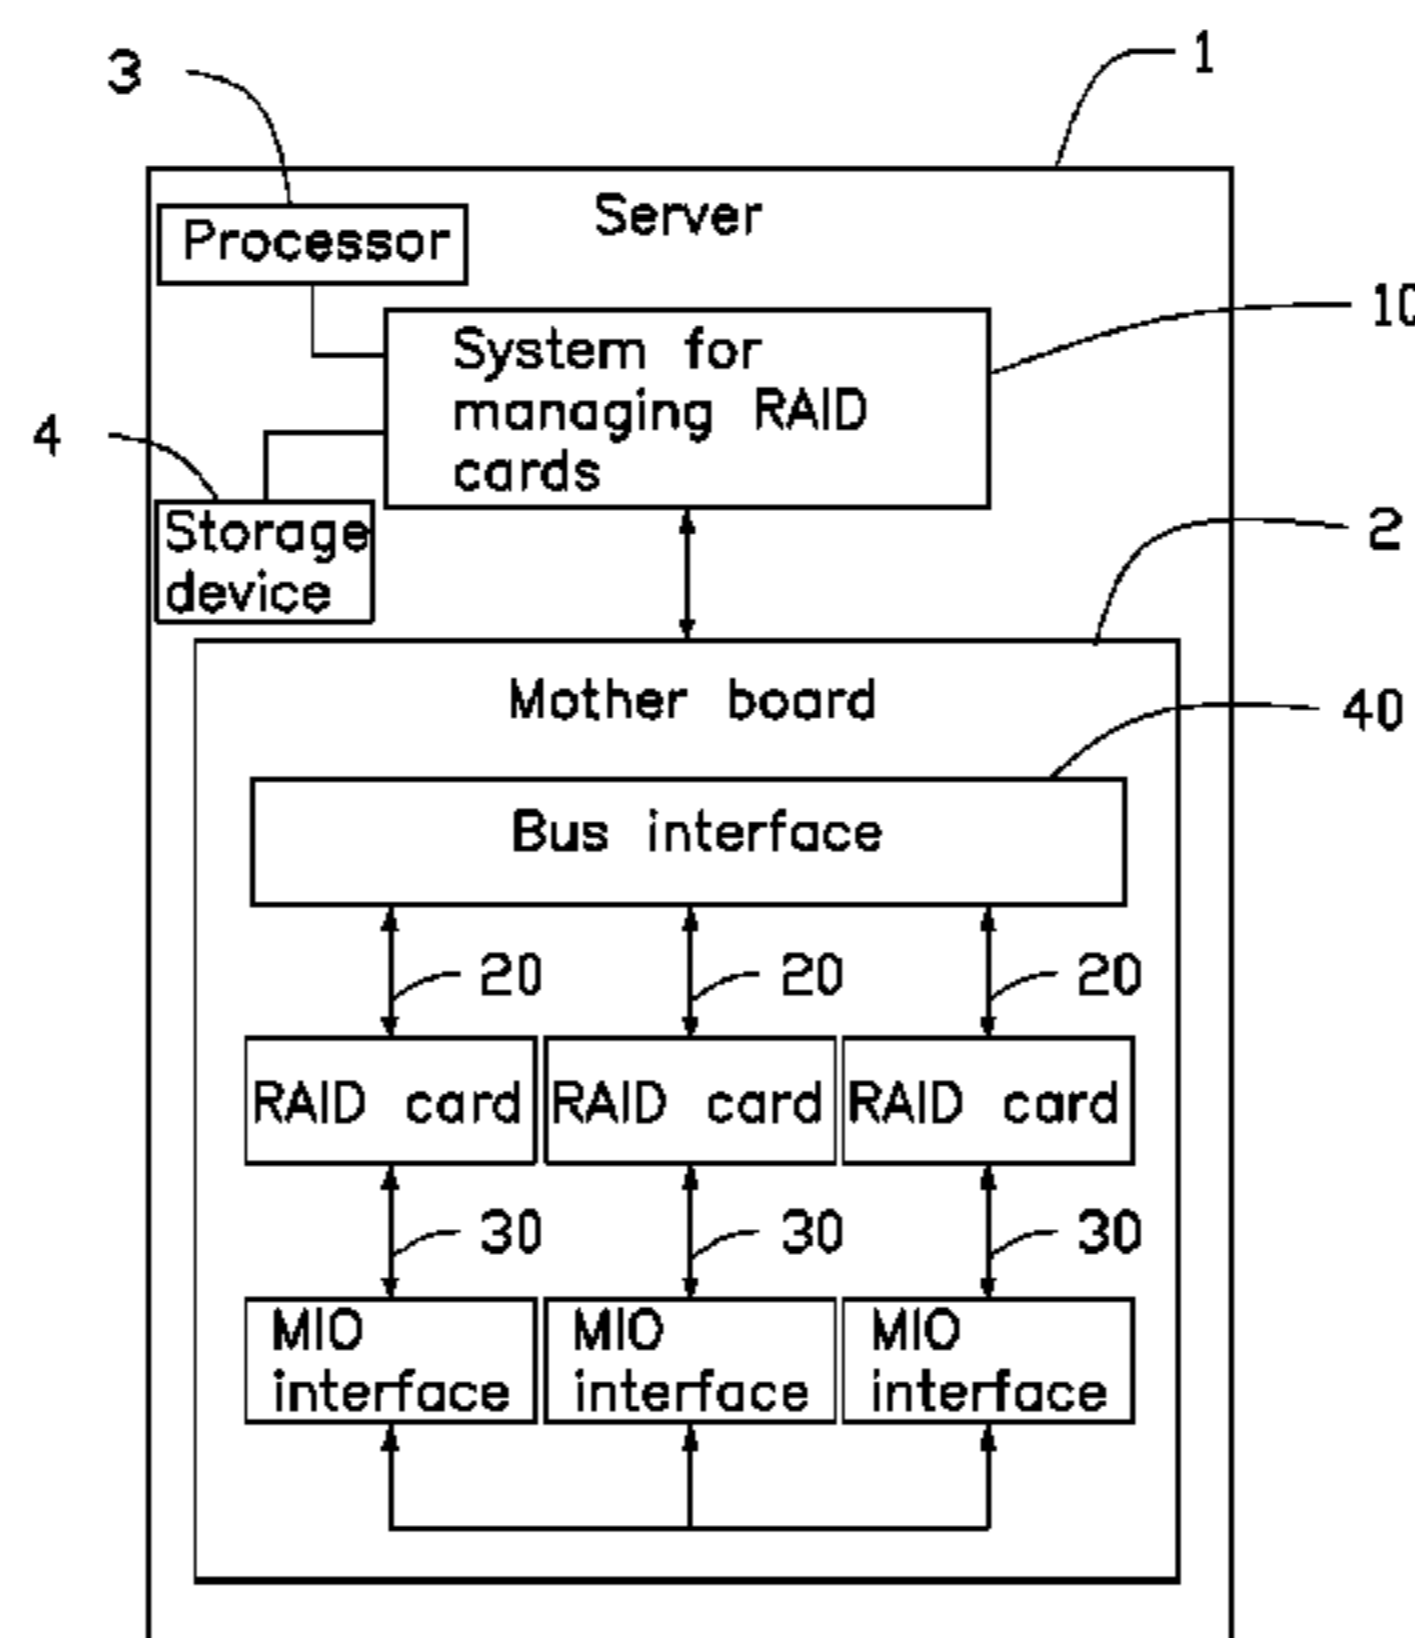 3
1
Server
Processor
10
System for
managing RAID
cards
4
Storage
device
2
Mother board
40
Bus interface
20 20 20
RAID card RAID card RAID card
30 30 30
MIO MIO MIO
interface interface interface